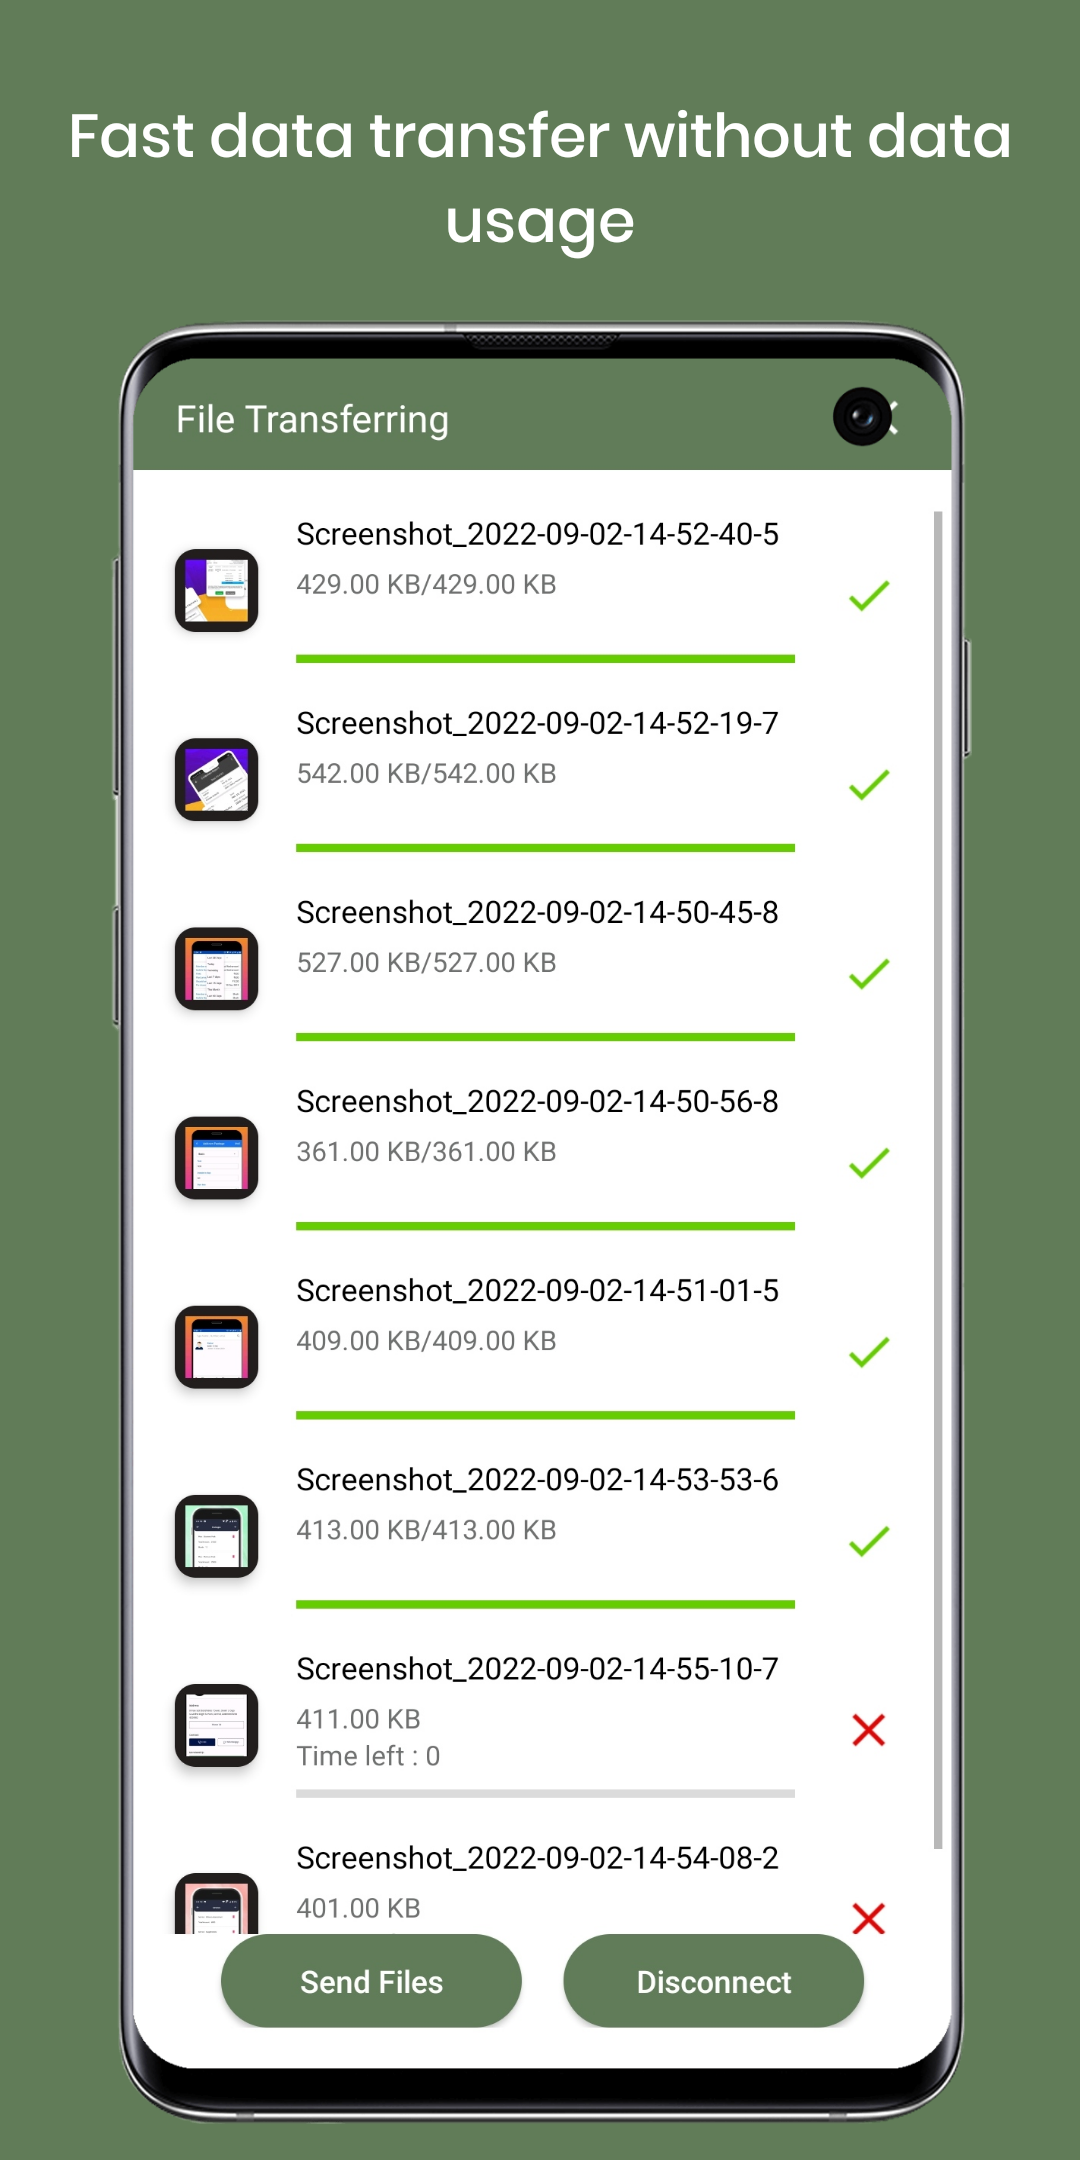 Fast data transfer without data
usage
File Transferring
Screenshot_2022-09-02-14-52-40-5
429.00 KB/429.00 KB
Screenshot_2022-09-02-14-52-19-7
542.00 KB/542.00 KB
Screenshot_2022-09-02-14-50-45-8
527.00 KB/527.00 KB
Screenshot_2022-09-02-14-50-56-8
361.00 KB/361.00 KB
Screenshot_2022-09-02-14-51-01-5
409.00 KB/409.00 KB
Screenshot_2022-09-02-14-53-53-6
413.00 KB/413.00 KB
Screenshot_2022-09-02-14-55-10-7
411.00 KB
Time left : 0
Screenshot_2022-09-02-14-54-08-2
401.00 KB
Send Files
Disconnect